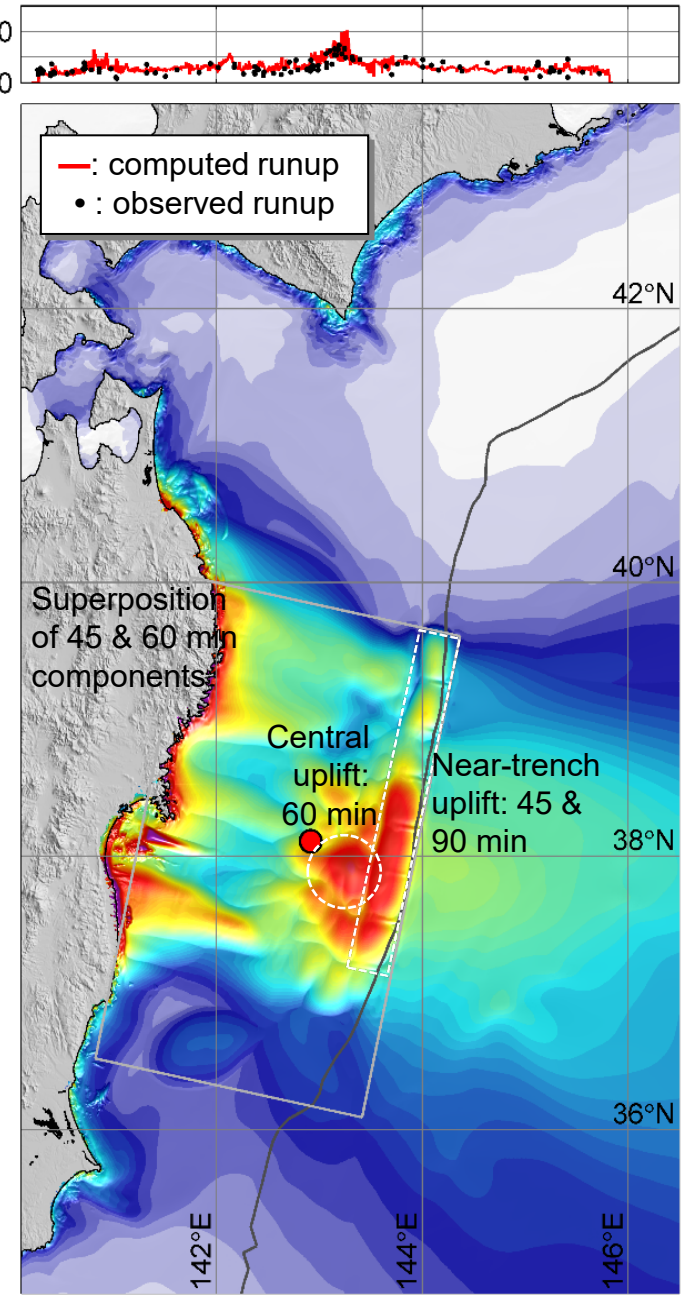 0
0
: computed runup
• : observed runup
42°N
40°N
Superposition
of 45 & 60 min
components
Central
uplift:
60 min
Near-trench
uplift: 45 &
90 min
38°N
36°N
142°E
144°E
146°E